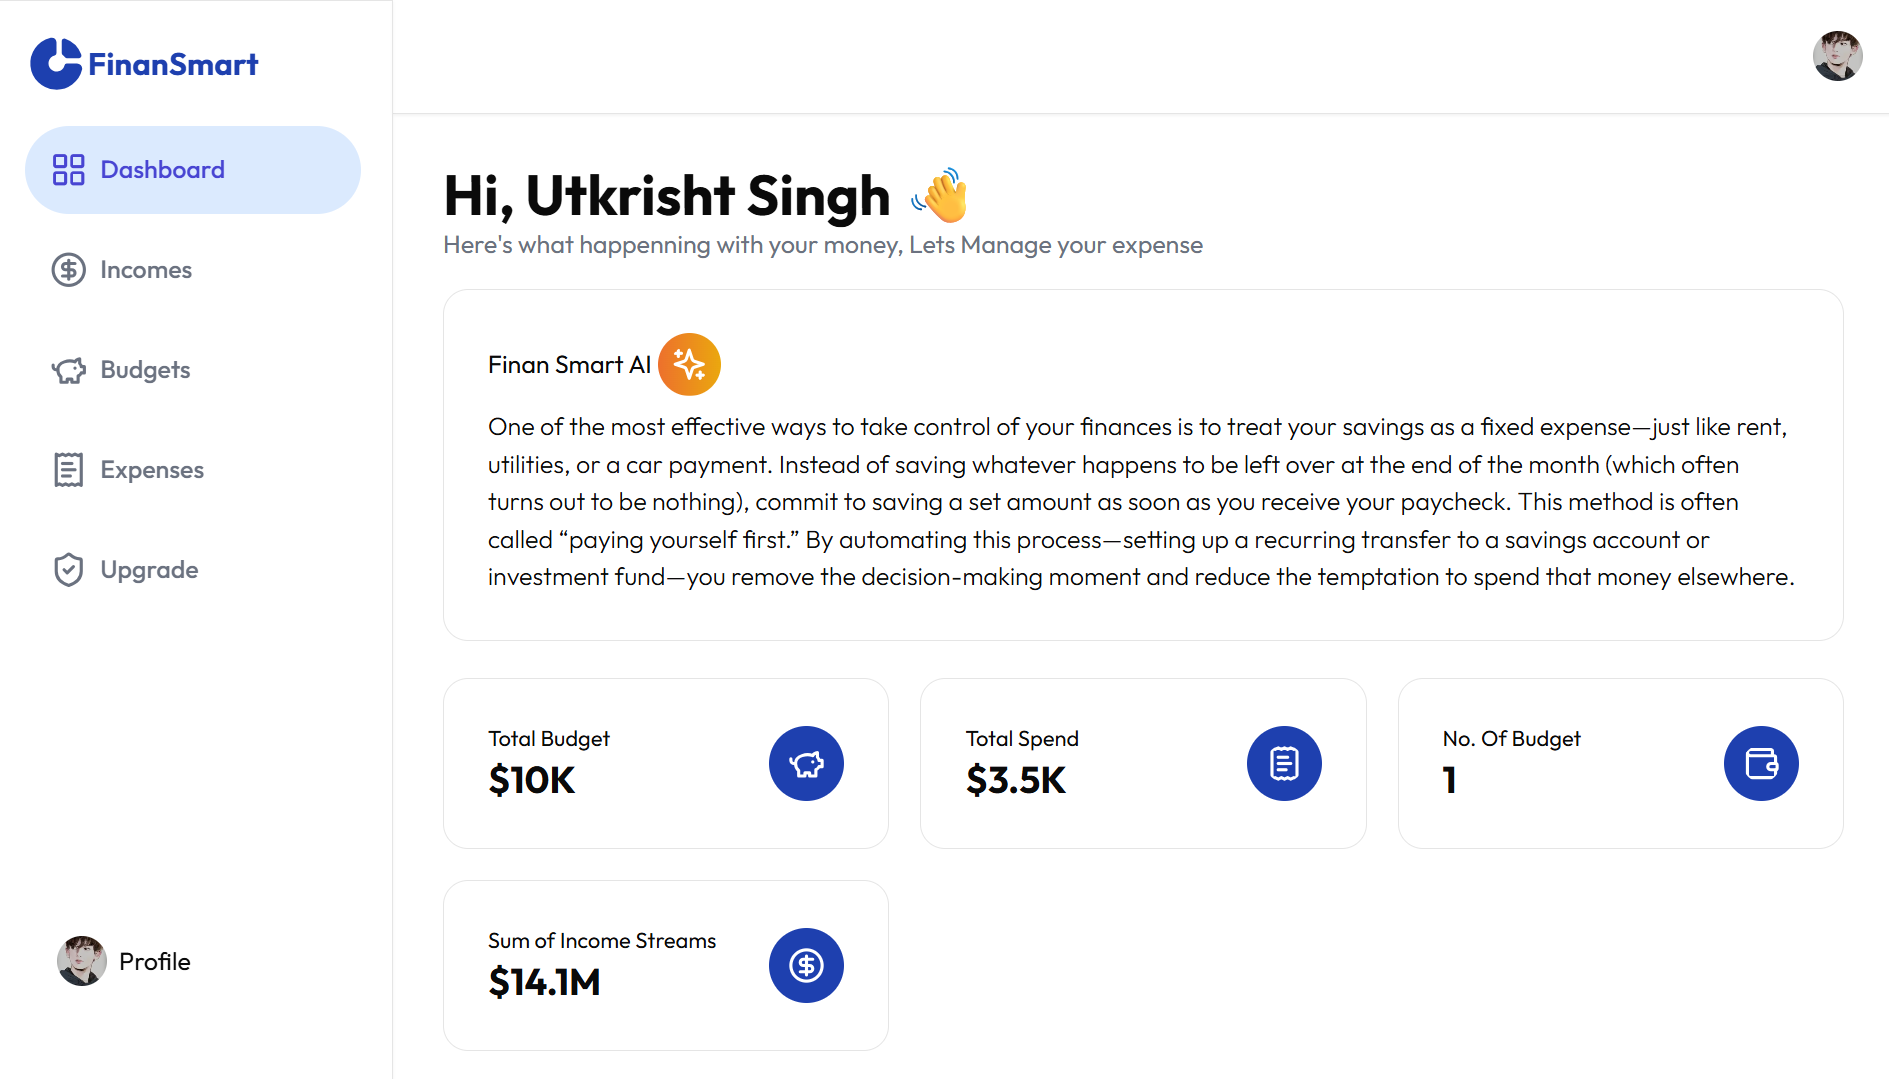 FinanSmart
Dashboard
Incomes
Budgets
Expenses
Upgrade
Profile
Hi, Utkrisht Singh 👋
Here's what happenning with your money, Lets Manage your expense
Finan Smart AI
One of the most effective ways to take control of your finances is to treat your savings as a fixed expense—just like rent,
utilities, or a car payment. Instead of saving whatever happens to be left over at the end of the month (which often
turns out to be nothing), commit to saving a set amount as soon as you receive your paycheck. This method is often
called “paying yourself first.” By automating this process—setting up a recurring transfer to a savings account or
investment fund—you remove the decision-making moment and reduce the temptation to spend that money elsewhere.
Total Budget
$10K
Total Spend
$3.5K
No. Of Budget
1
Sum of Income Streams
$14.1M